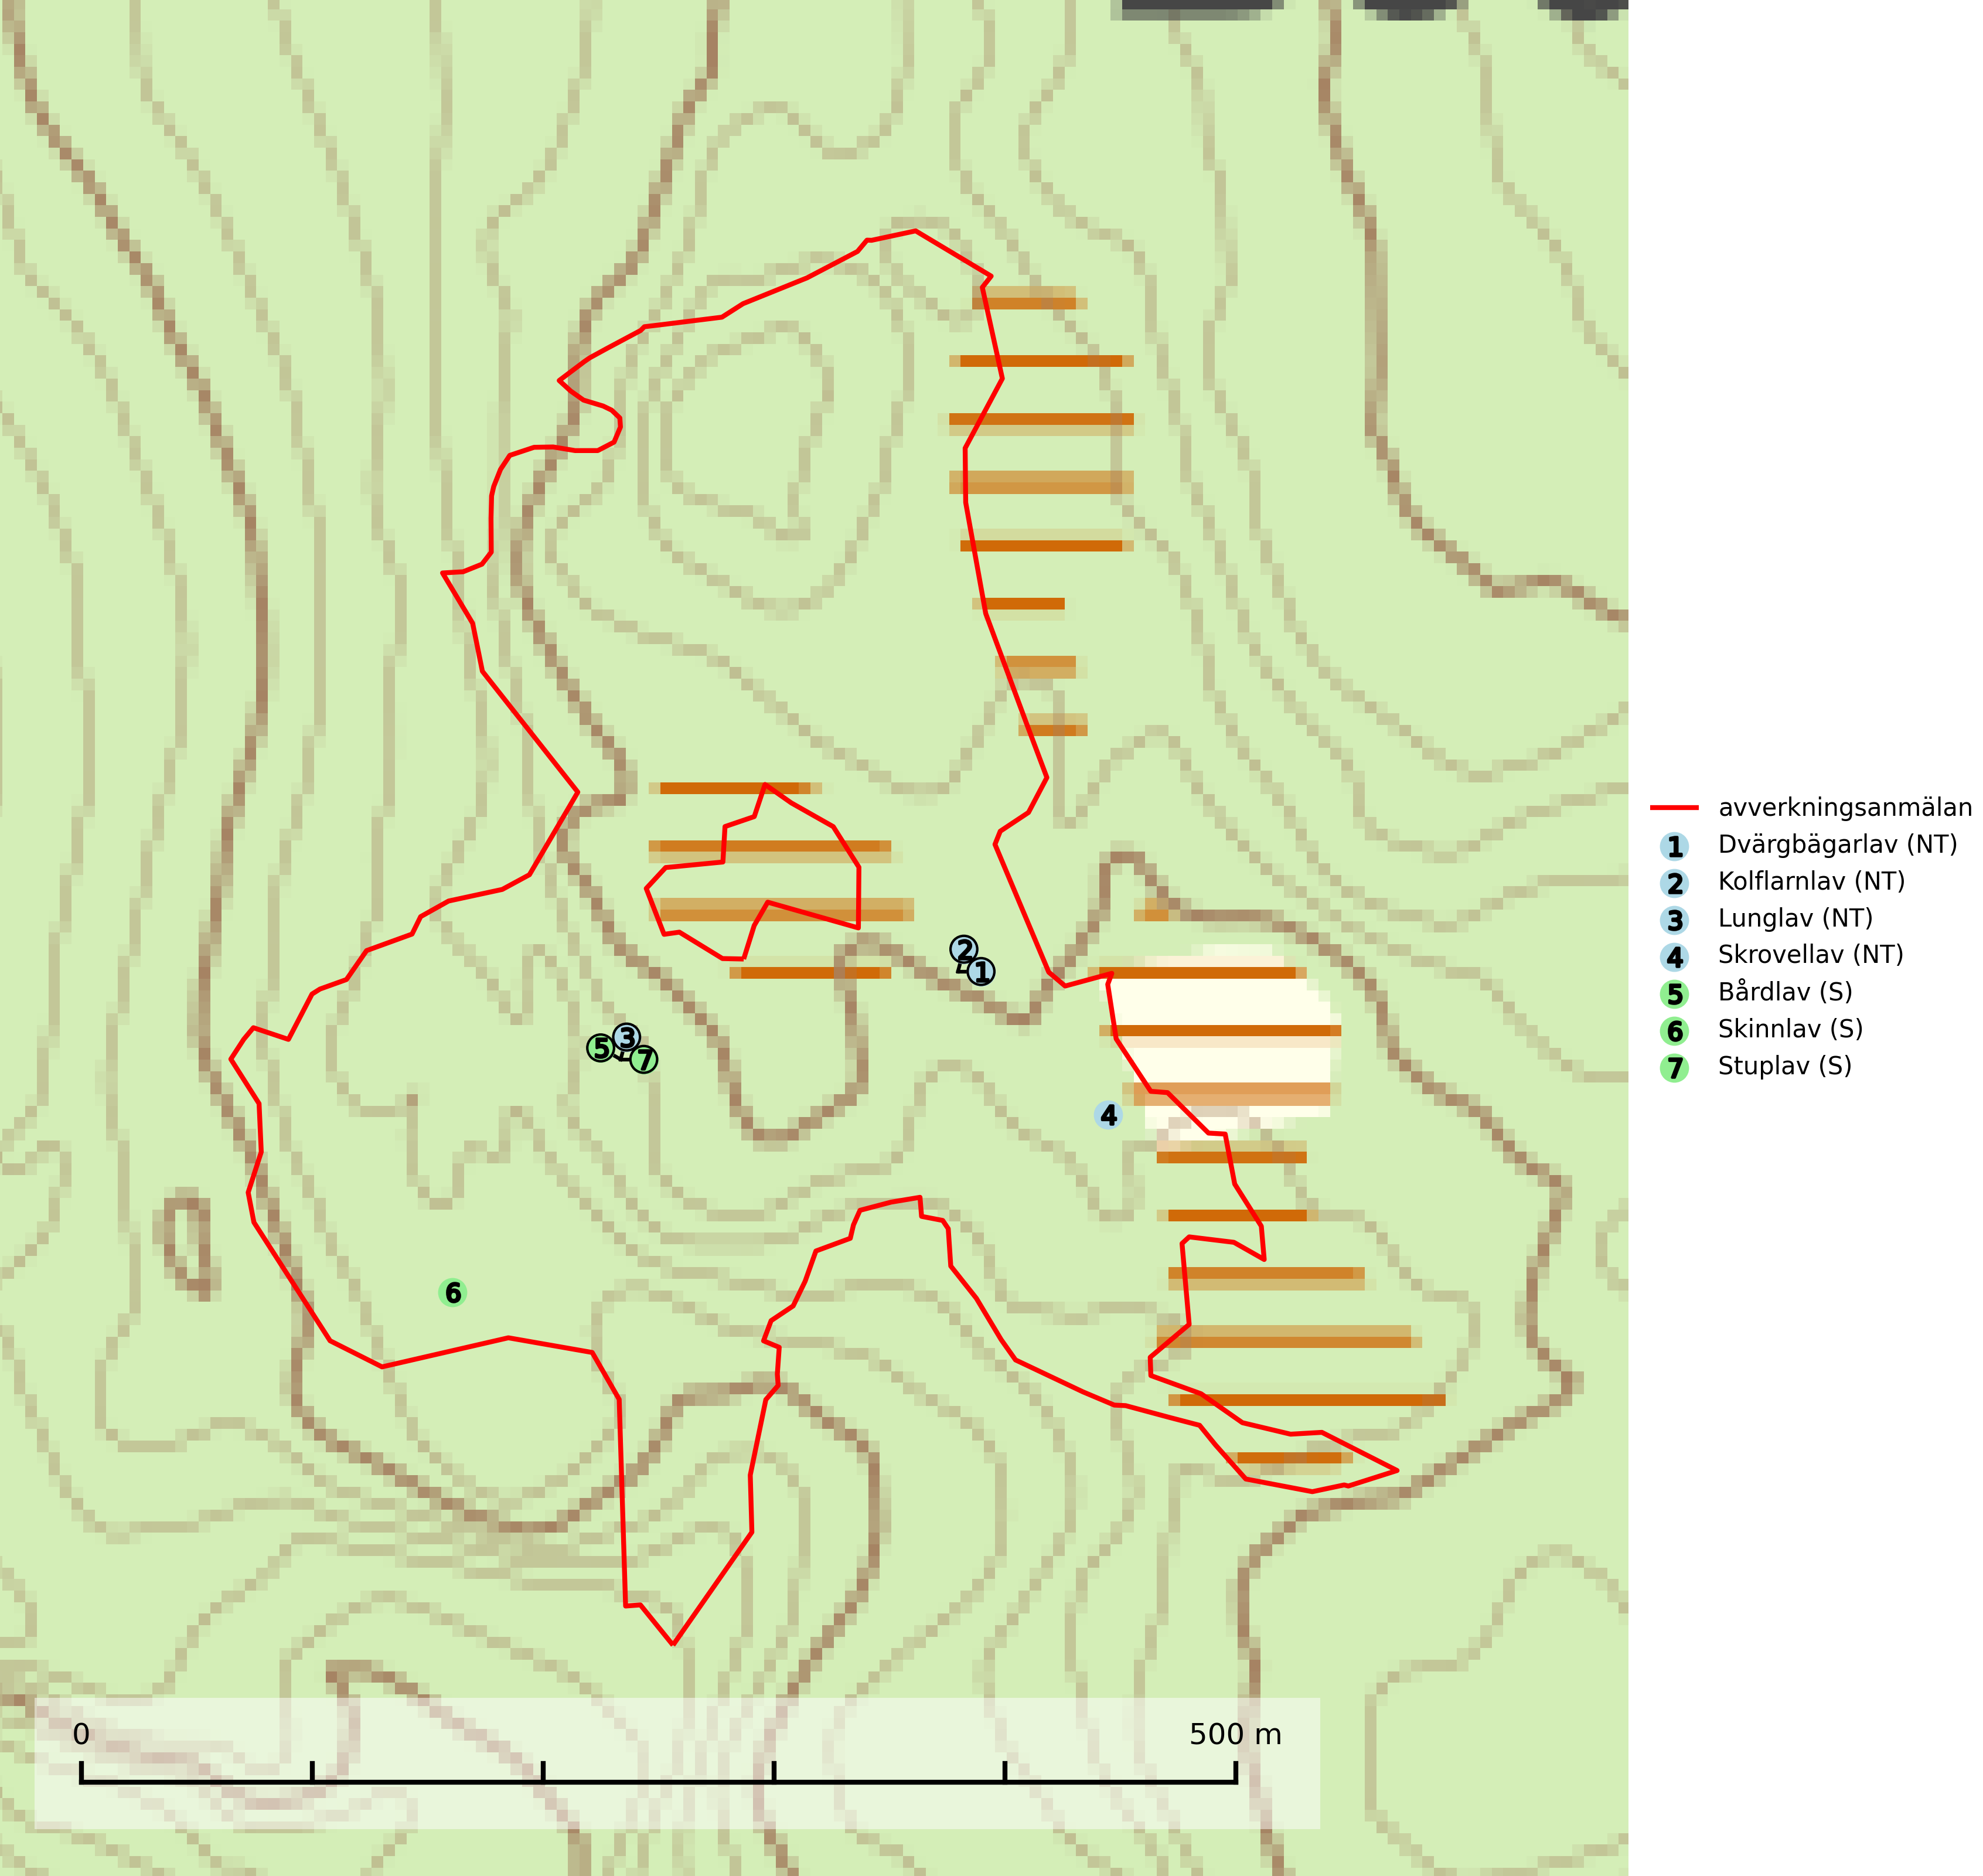 2
1
3
5
7
4
6
0
500 m
avverkningsanmälan
1 Dvärgbägarlav (NT)
2 Kolflarnlav (NT)
3 Lunglav (NT)
4 Skrovellav (NT)
5 Bårdlav (S)
6 Skinnlav (S)
7 Stuplav (S)